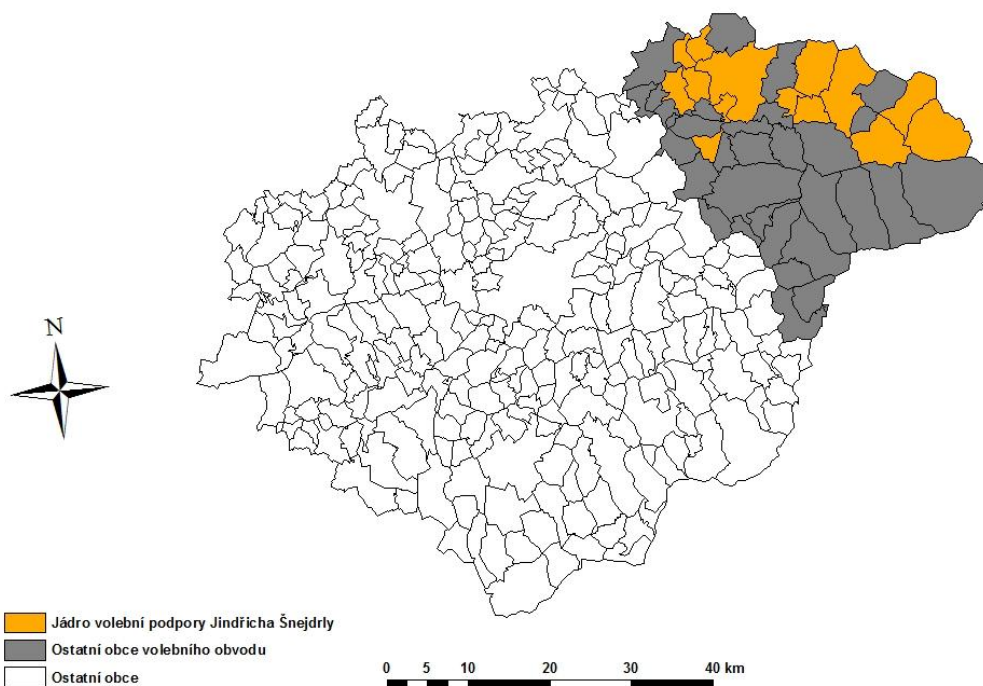 N
Jádro volební podpory Jindřicha Šnejdrly
Ostatní obce volebního obvodu
Ostatní obce
0 5 10 20 30 40 km